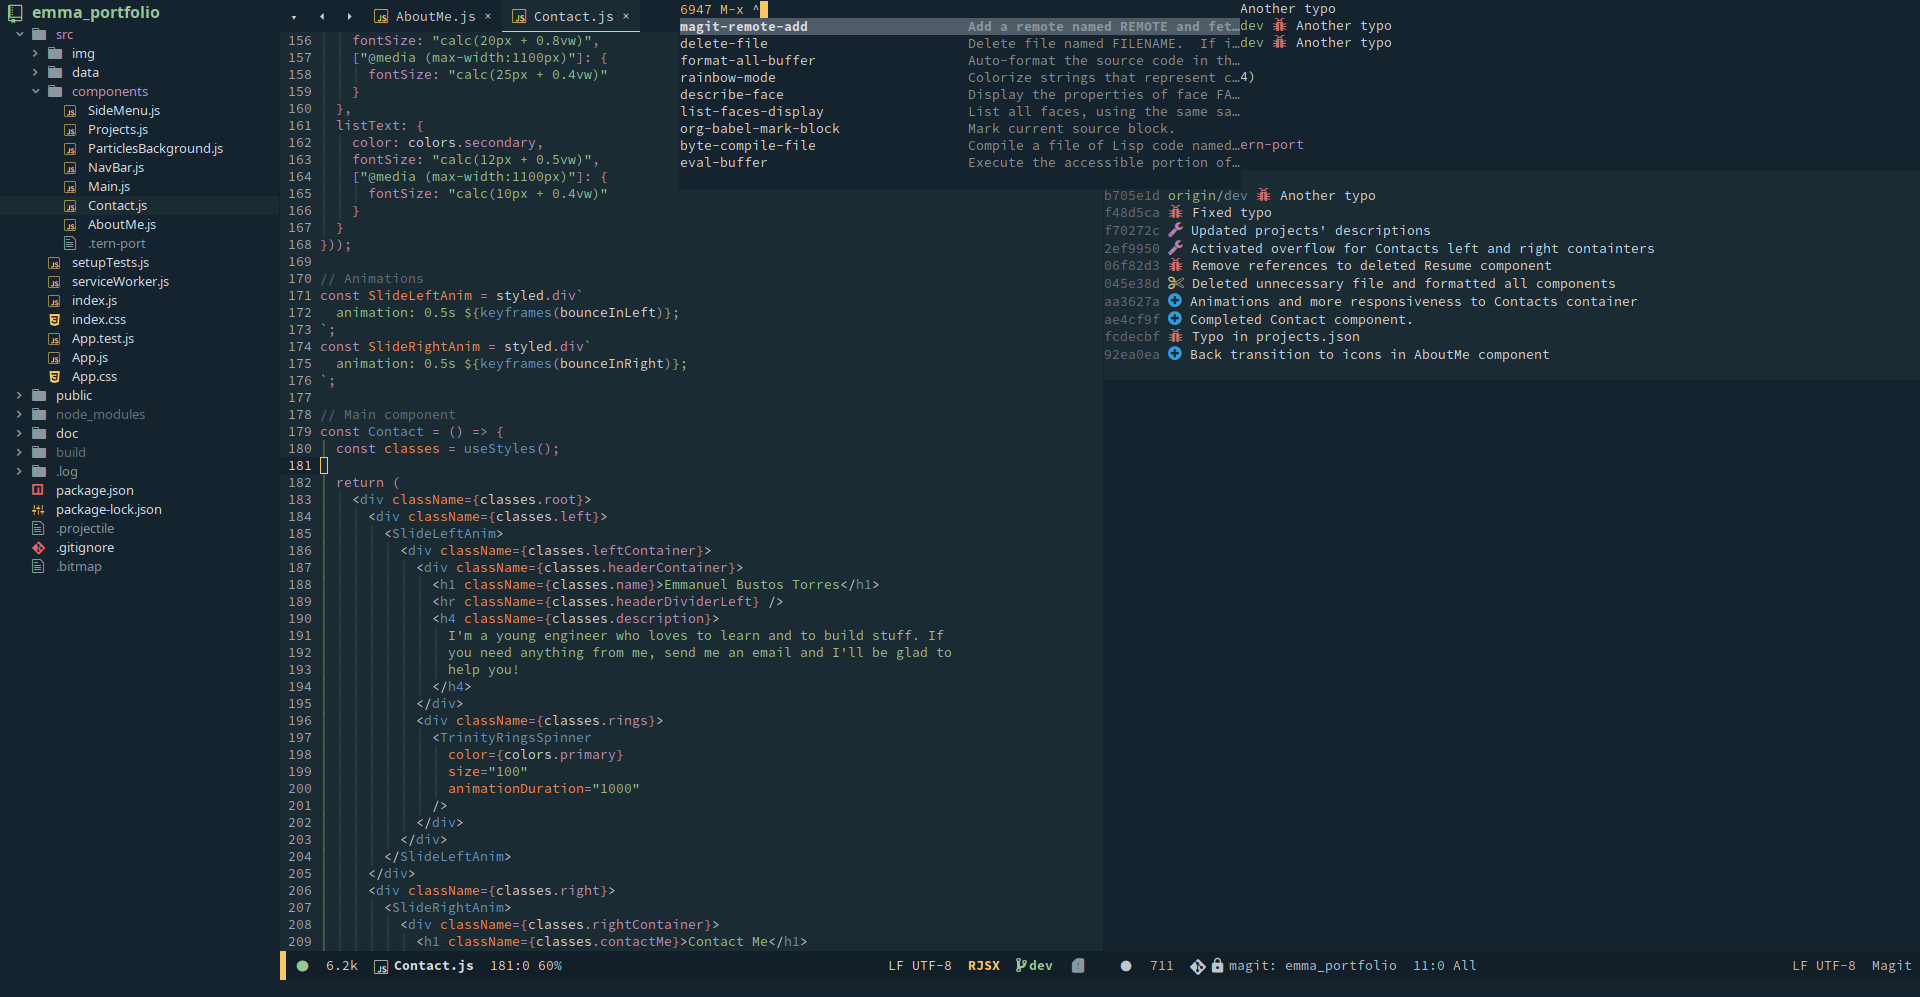 emma_portfolio
src
img
data
components
SideMenu.js
Projects.js
ParticlesBackground.js
NavBar.js
Main.js
Contact.js
AboutMe.js
.tern-port
setupTests.js
serviceWorker.js
index.js
index.css
App.test.js
App.js
App.css
public
node_modules
doc
build
.log
package.json
package-lock.json
.projectile
.gitignore
.bitmap
AboutMe.js ×
Contact.js ×
156 fontSize: "calc(20px + 0.8vw)",
157 ["@media (max-width:1100px)"]: {
158 fontSize: "calc(25px + 0.4vw)"
159 }
160 },
161 listText: {
162 color: colors.secondary,
163 fontSize: "calc(12px + 0.5vw)",
164 ["@media (max-width:1100px)"]: {
165 fontSize: "calc(10px + 0.4vw)"
166 }
167 }
168 }));
169
170 // Animations
171 const SlideLeftAnim = styled.div`
172 animation: 0.5s ${keyframes(bounceInLeft)};
173 `;
174 const SlideRightAnim = styled.div`
175 animation: 0.5s ${keyframes(bounceInRight)};
176 `;
177
178 // Main component
179 const Contact = () => {
180 const classes = useStyles();
181
182 return (
183 <div className={classes.root}>
184 <div className={classes.left}>
185 <SlideLeftAnim>
186 <div className={classes.leftContainer}>
187 <div className={classes.headerContainer}>
188 <h1 className={classes.name}>Emmanuel Bustos Torres</h1>
189 <hr className={classes.headerDividerLeft} />
190 <h4 className={classes.description}>
191 I'm a young engineer who loves to learn and to build stuff. If
192 you need anything from me, send me an email and I'll be glad to
193 help you!
194 </h4>
195 </div>
196 <div className={classes.rings}>
197 <TrinityRingsSpinner
198 color={colors.primary}
199 size="100"
200 animationDuration="1000"
201 />
202 </div>
203 </div>
204 </SlideLeftAnim>
205 </div>
206 <div className={classes.right}>
207 <SlideRightAnim>
208 <div className={classes.rightContainer}>
209 <h1 className={classes.contactMe}>Contact Me</h1>
6947 M-x ^
magit-remote-add Add a remote named REMOTE and fet…
delete-file Delete file named FILENAME. If i…
format-all-buffer Auto-format the source code in th…
rainbow-mode Colorize strings that represent c…
describe-face Display the properties of face FA…
list-faces-display List all faces, using the same sa…
org-babel-mark-block Mark current source block.
byte-compile-file Compile a file of Lisp code named…
eval-buffer Execute the accessible portion of…
Another typo
dev Another typo
dev Another typo
4)
ern-port
b705e1d origin/dev Another typo
f48d5ca Fixed typo
f70272c Updated projects' descriptions
2ef9950 Activated overflow for Contacts left and right containters
06f82d3 Remove references to deleted Resume component
045e38d Deleted unnecessary file and formatted all components
aa3627a Animations and more responsiveness to Contacts container
ae4cf9f Completed Contact component.
fcdecbf Typo in projects.json
92ea0ea Back transition to icons in AboutMe component
6.2k Contact.js 181:0 60% LF UTF-8 RJSX dev
711 magit: emma_portfolio 11:0 All LF UTF-8 Magit